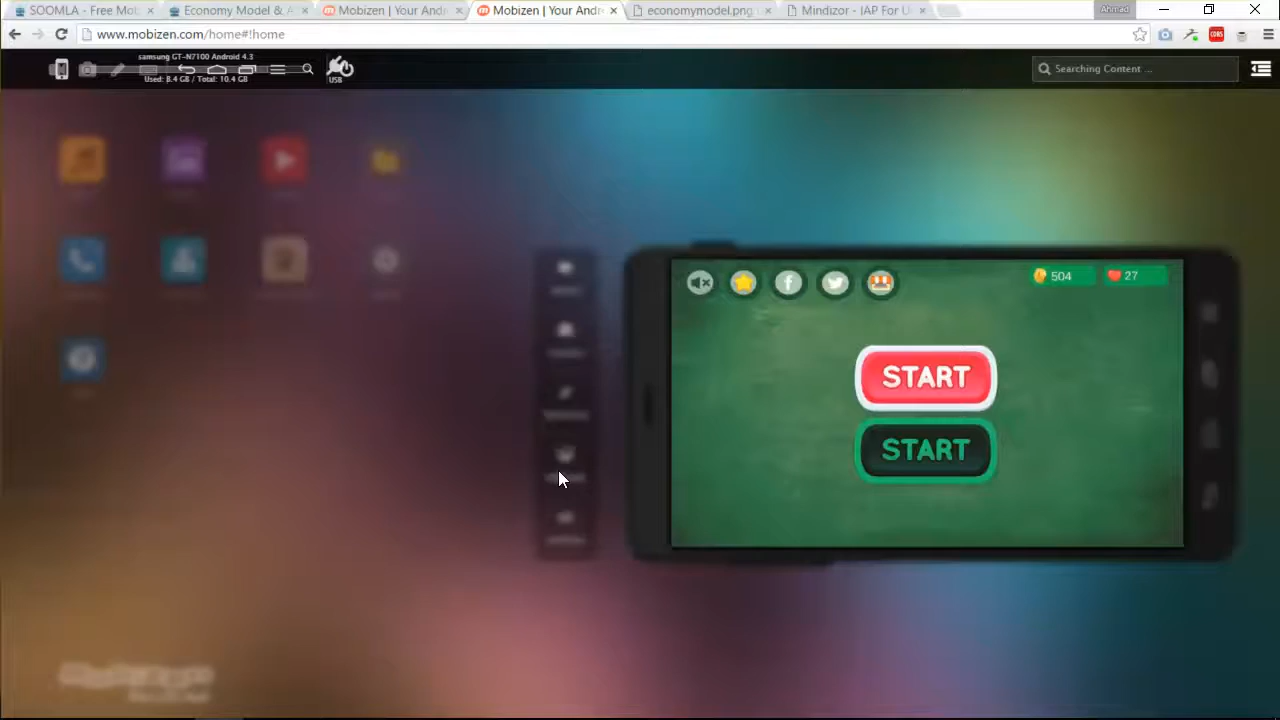 SOOMLA - Free Mob
Economy Model & A
Mobizen | Your Andr
Mobizen | Your Andr
economymodel.png
Mindizor - IAP For U
Ahmad
www.mobizen.com/home#!home
CORS
samsung GT-N7100 Android 4.3
Used: 8.4 GB / Total: 10.4 GB
USB
Searching Content ...
504
27
START
START